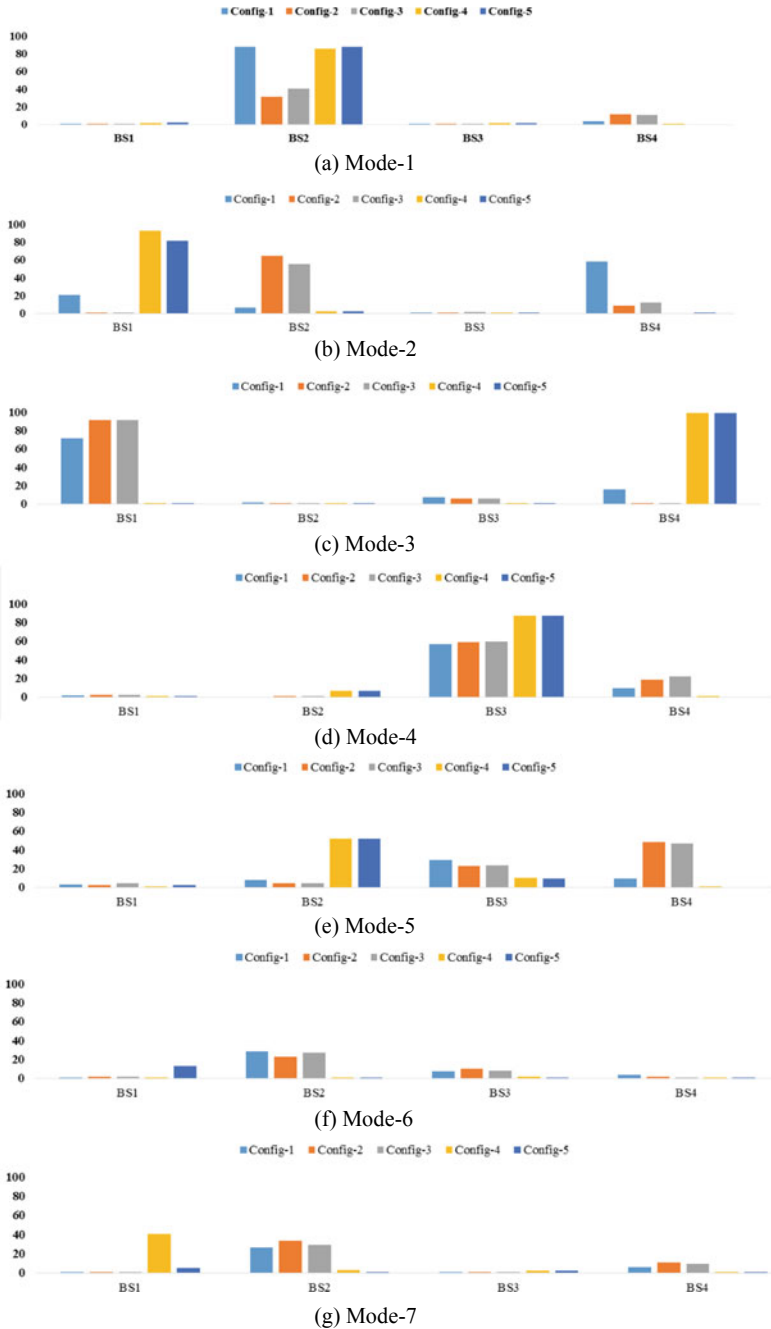 Config-1 Config-2 Config-3 Config-4 Config-5
100
80
60
40
20
0
BS1 BS2 BS3 BS4
(a) Mode-1
Config-1 Config-2 Config-3 Config-4 Config-5
100
80
60
40
20
0
BS1 BS2 BS3 BS4
(b) Mode-2
Config-1 Config-2 Config-3 Config-4 Config-5
100
80
60
40
20
0
BS1 BS2 BS3 BS4
(c) Mode-3
Config-1 Config-2 Config-3 Config-4 Config-5
100
80
60
40
20
0
BS1 BS2 BS3 BS4
(d) Mode-4
Config-1 Config-2 Config-3 Config-4 Config-5
100
80
60
40
20
0
BS1 BS2 BS3 BS4
(e) Mode-5
Config-1 Config-2 Config-3 Config-4 Config-5
100
80
60
40
20
0
BS1 BS2 BS3 BS4
(f) Mode-6
Config-1 Config-2 Config-3 Config-4 Config-5
100
80
60
40
20
0
BS1 BS2 BS3 BS4
(g) Mode-7